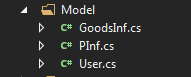 Model
C# GoodsInf.cs
C# PInf.cs
C# User.cs